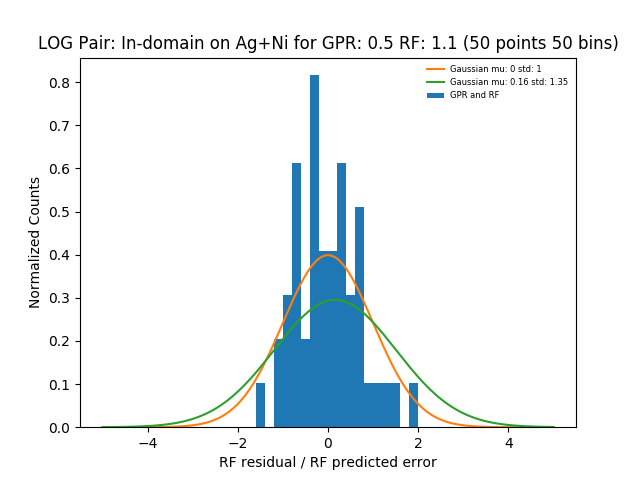 LOG Pair: In-domain on Ag+Ni for GPR: 0.5 RF: 1.1 (50 points 50 bins)
Gaussian mu: 0 std: 1
Gaussian mu: 0.16 std: 1.35
GPR and RF
Normalized Counts
0.8
0.7
0.6
0.5
0.4
0.3
0.2
0.1
0.0
−4 −2 0 2 4
RF residual / RF predicted error